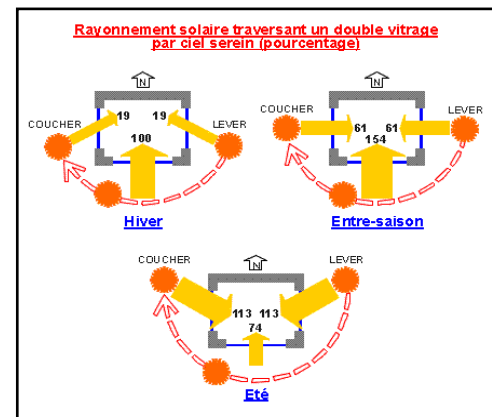 Rayonnement solaire traversant un double vitrage
par ciel serein (pourcentage)
N
COUCHER
19
19
LEVER
100
Hiver
N
COUCHER
61
61
LEVER
154
Entre-saison
N
COUCHER
LEVER
113
113
74
Eté